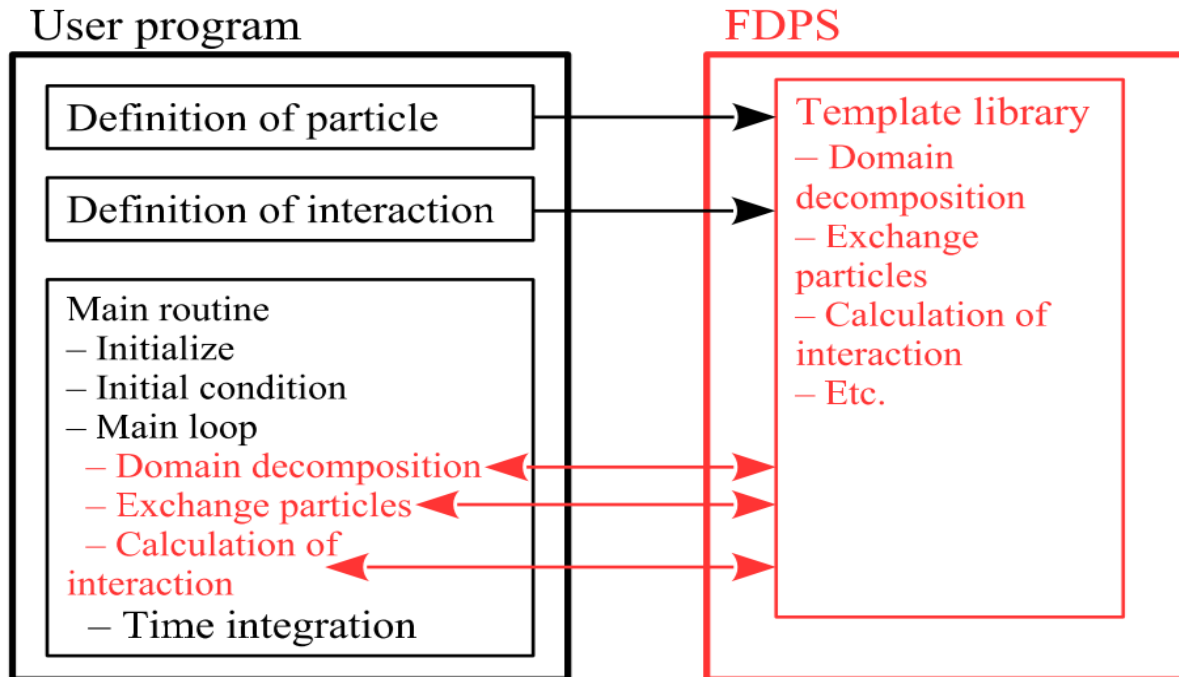 User program
Definition of particle
Definition of interaction
Main routine
– Initialize
– Initial condition
– Main loop
– Domain decomposition
– Exchange particles
– Calculation of
interaction
– Time integration
FDPS
Template library
– Domain
decomposition
– Exchange
particles
– Calculation of
interaction
– Etc.